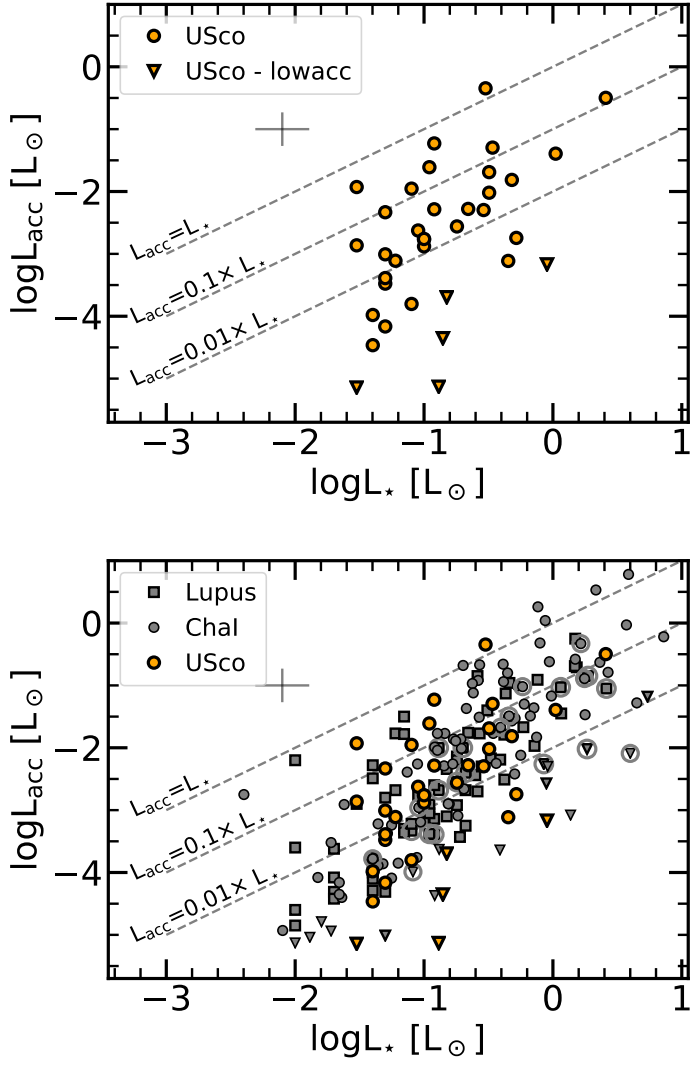 USco
USco - lowacc
0
−2
−4
logLacc [L⊙]
Lacc=L⋆
Lacc=0.1× L⋆
Lacc=0.01× L⋆
−3
−2
−1
0
1
logL⋆ [L⊙]
Lupus
ChaI
USco
0
−2
−4
logLacc [L⊙]
Lacc=L⋆
Lacc=0.1× L⋆
Lacc=0.01× L⋆
−3
−2
−1
0
1
logL⋆ [L⊙]